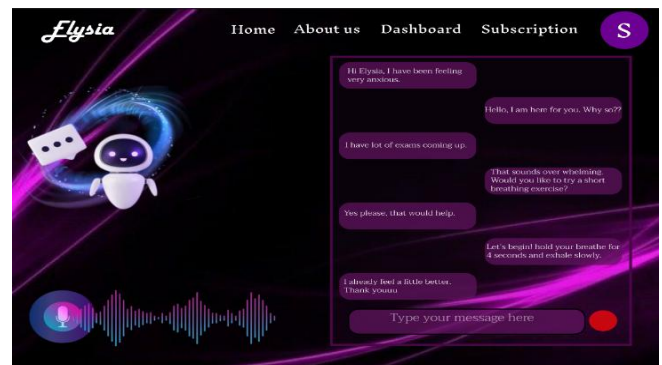 Elysia
Home About us Dashboard Subscription S
Hi Elysia, I have been feeling
very anxious.
Hello, I am here for you. Why so??
I have lot of exams coming up.
That sounds over whelming.
Would you like to try a short
breathing exercise?
Yes please, that would help.
Let's begin! hold your breathe for
4 seconds and exhale slowly.
I already feel a little better.
Thank youuu
Type your message here